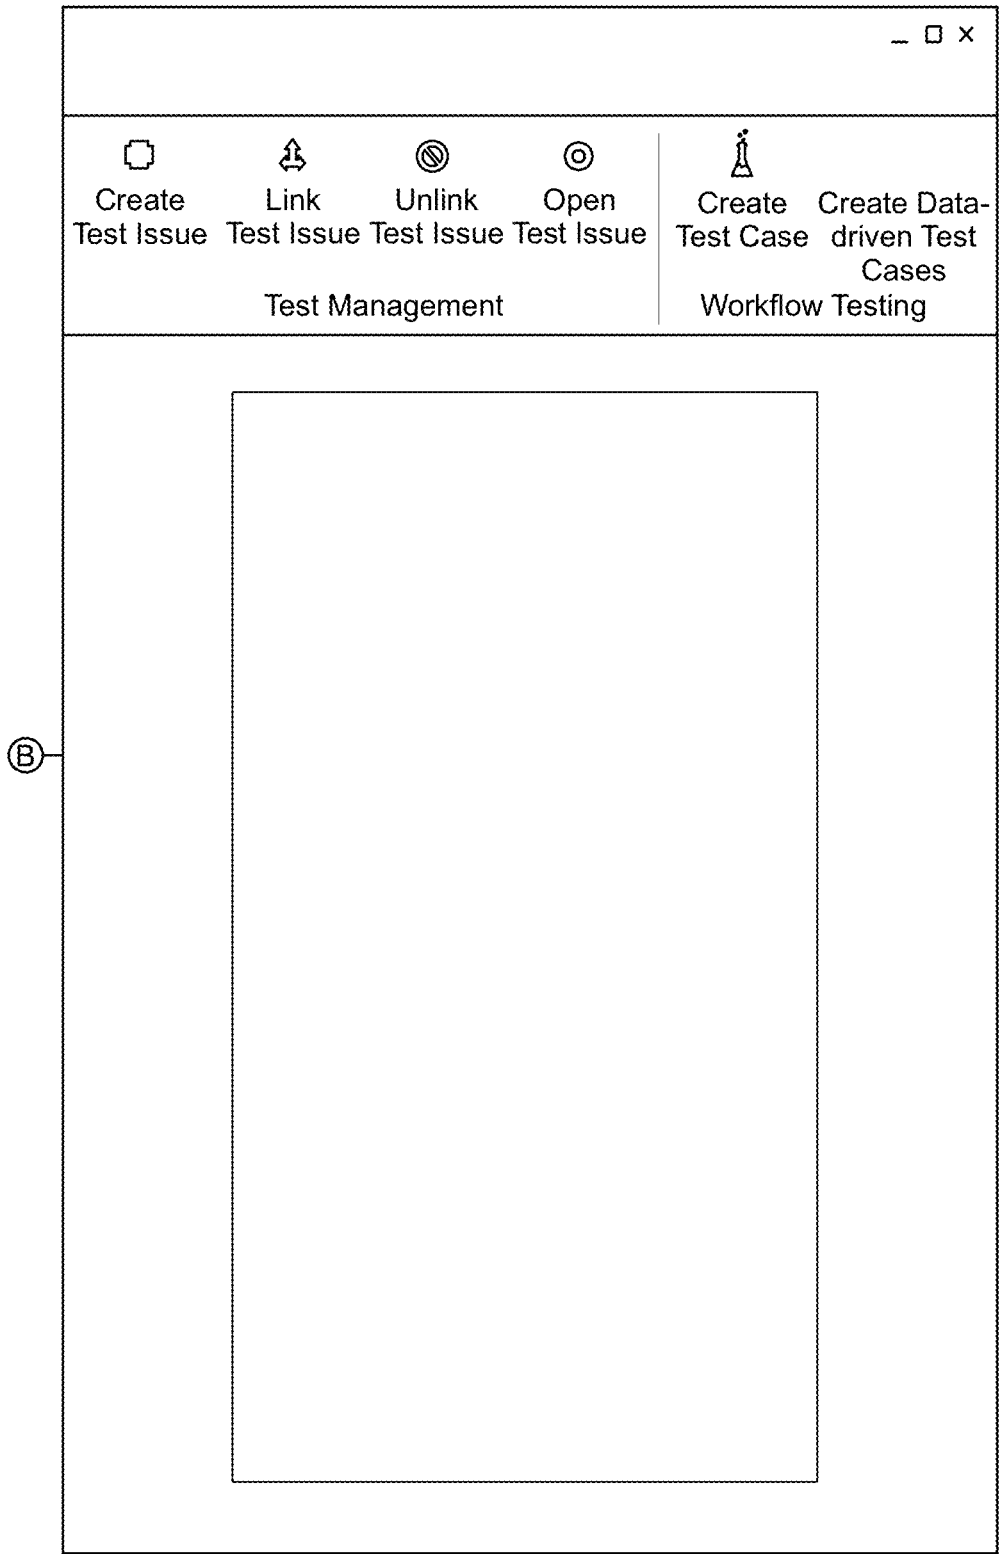 Create
Test Issue
Link
Test Issue
Unlink
Test Issue
Open
Test Issue
Test Management
Create
Test Case
Create Data-
driven Test
Cases
Workflow Testing
B